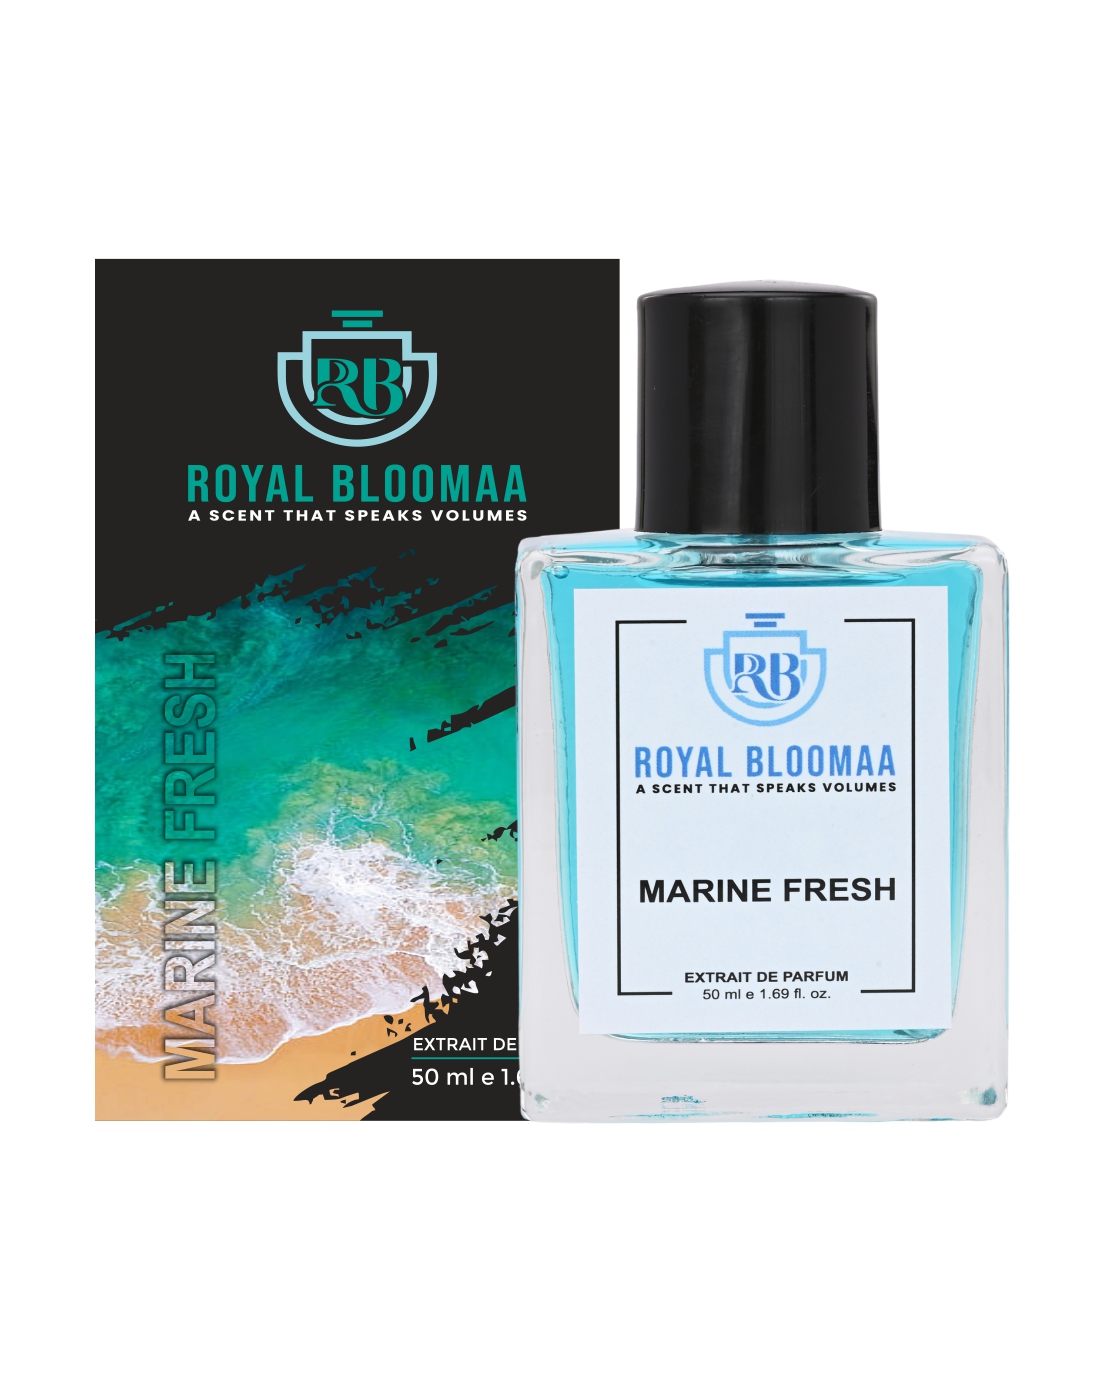 RB
ROYAL BLOOMAA
A SCENT THAT SPEAKS VOLUMES
MARINE FRESH
EXTRAIT DE
50 ml e 1.6
RB
ROYAL BLOOMAA
A SCENT THAT SPEAKS VOLUMES
MARINE FRESH
EXTRAIT DE PARFUM
50 ml e 1.69 fl. oz.